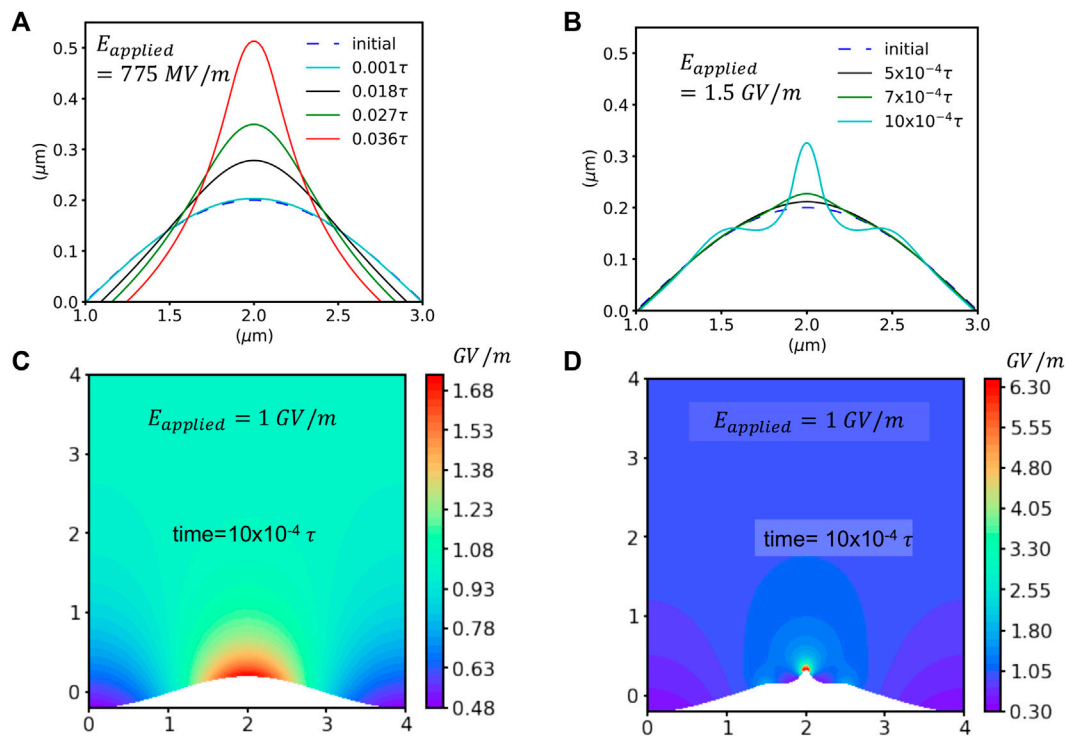 A
E_applied
= 775 MV/m
initial
0.001τ
0.018τ
0.027τ
0.036τ
0.5
0.4
0.3
0.2
0.1
0.0
(μm)
1.0 1.5 2.0 2.5 3.0
(μm)
B
E_applied
= 1.5 GV/m
initial
5x10⁻⁴τ
7x10⁻⁴τ
10x10⁻⁴τ
0.5
0.4
0.3
0.2
0.1
0.0
(μm)
1.0 1.5 2.0 2.5 3.0
(μm)
C
GV/m
E_applied = 1 GV/m
time=10x10⁻⁴ τ
4
3
2
1
0
0 1 2 3 4
1.68
1.53
1.38
1.23
1.08
0.93
0.78
0.63
0.48
D
GV/m
E_applied = 1 GV/m
time= 10x10⁻⁴ τ
4
3
2
1
0
0 1 2 3 4
6.30
5.55
4.80
4.05
3.30
2.55
1.80
1.05
0.30